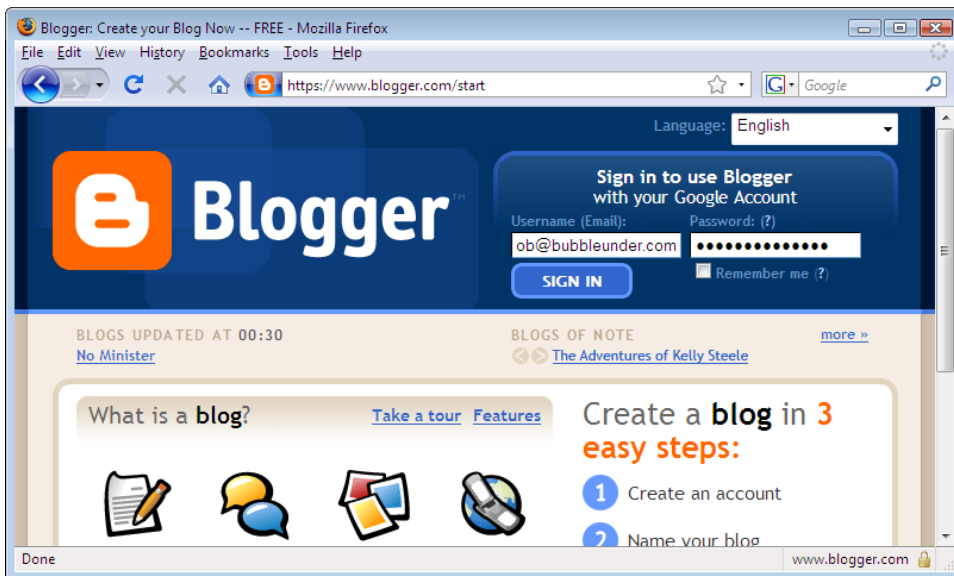 Blogger: Create your Blog Now -- FREE - Mozilla Firefox
File Edit View History Bookmarks Tools Help
https://www.blogger.com/start
G Google
Language: English
Blogger™
Sign in to use Blogger
with your Google Account
Username (Email): Password: (?)
ob@bubbleunder.com ••••••••••••••
SIGN IN
Remember me (?)
BLOGS UPDATED AT 00:30
No Minister
BLOGS OF NOTE more »
The Adventures of Kelly Steele
What is a blog? Take a tour Features
Create a blog in 3
easy steps:
1 Create an account
2 Name your blog
Done www.blogger.com